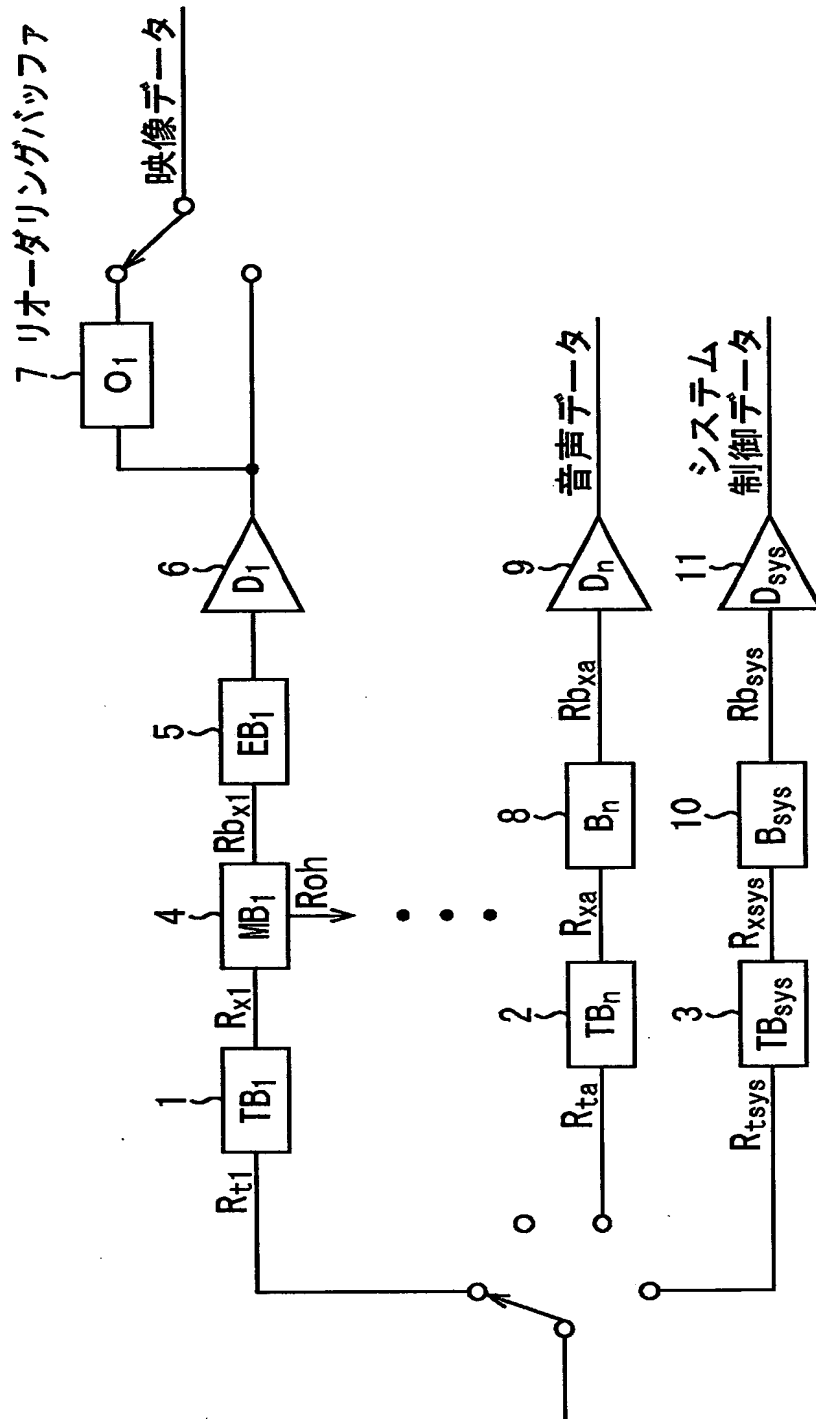 7 リオーダリングバッファ
O1
映像データ
1
4
5
6
Rt1
TB1
Rx1
MB1
Rbx1
EB1
D1
Roh
2
8
9
音声データ
Rta
TBn
Rxa
Bn
Rbxa
Dn
3
10
11
システム
制御データ
Rtsys
TBsys
Rxsys
Bsys
Rbsys
Dsys